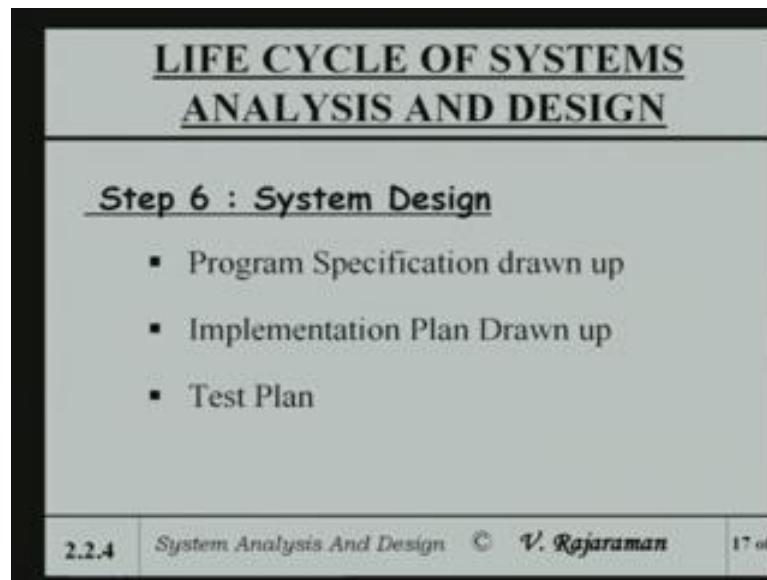 LIFE CYCLE OF SYSTEMS
ANALYSIS AND DESIGN
Step 6 : System Design
▪ Program Specification drawn up
▪ Implementation Plan Drawn up
▪ Test Plan
2.2.4 System Analysis And Design © V. Rajaraman 17 of